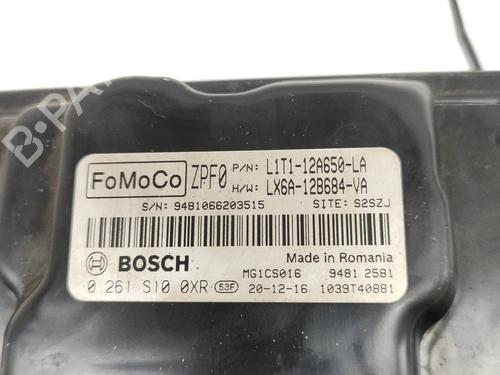 FoMoCo ZPF0 P/N: L1T1-12A650-LA
H/W: LX6A-12B684-VA
S/N: 9481066203515 SITE: S2SZJ
BOSCH Made in Romania
MG1CS016 9481 2581
0 261 S10 0XR 53F 20-12-16 1039T40881
B-PARTS